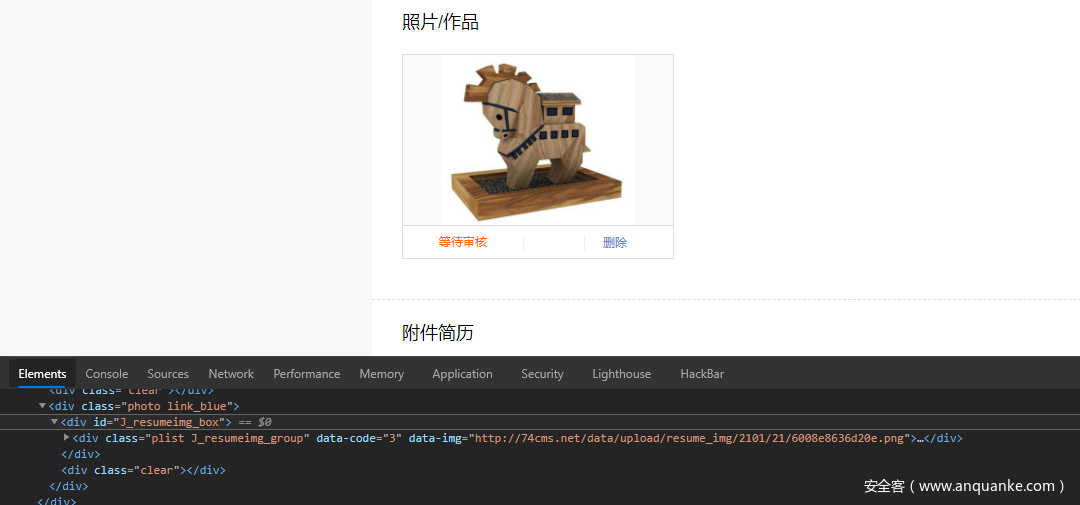 照片/作品
等待审核
删除
附件简历
Elements Console Sources Network Performance Memory Application Security Lighthouse HackBar
<div class="clear"></div>
<div class="photo link_blue">
<div id="J_resumeimg_box"> == $0
<div class="plist J_resumeimg_group" data-code="3" data-img="http://74cms.net/data/upload/resume_img/2101/21/6008e8636d20e.png">…</div>
</div>
<div class="clear"></div>
</div>
</div>
安全客（www.anquanke.com）